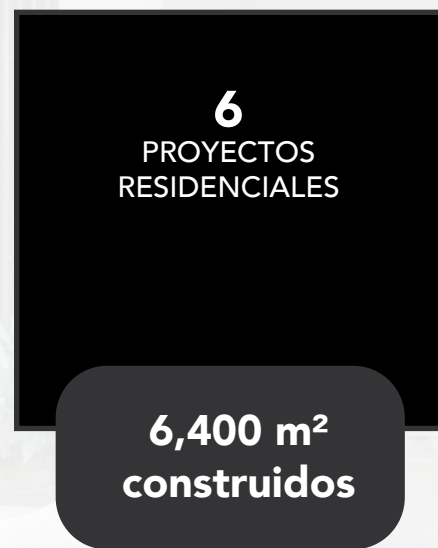 6
PROYECTOS
RESIDENCIALES
6,400 m²
construidos